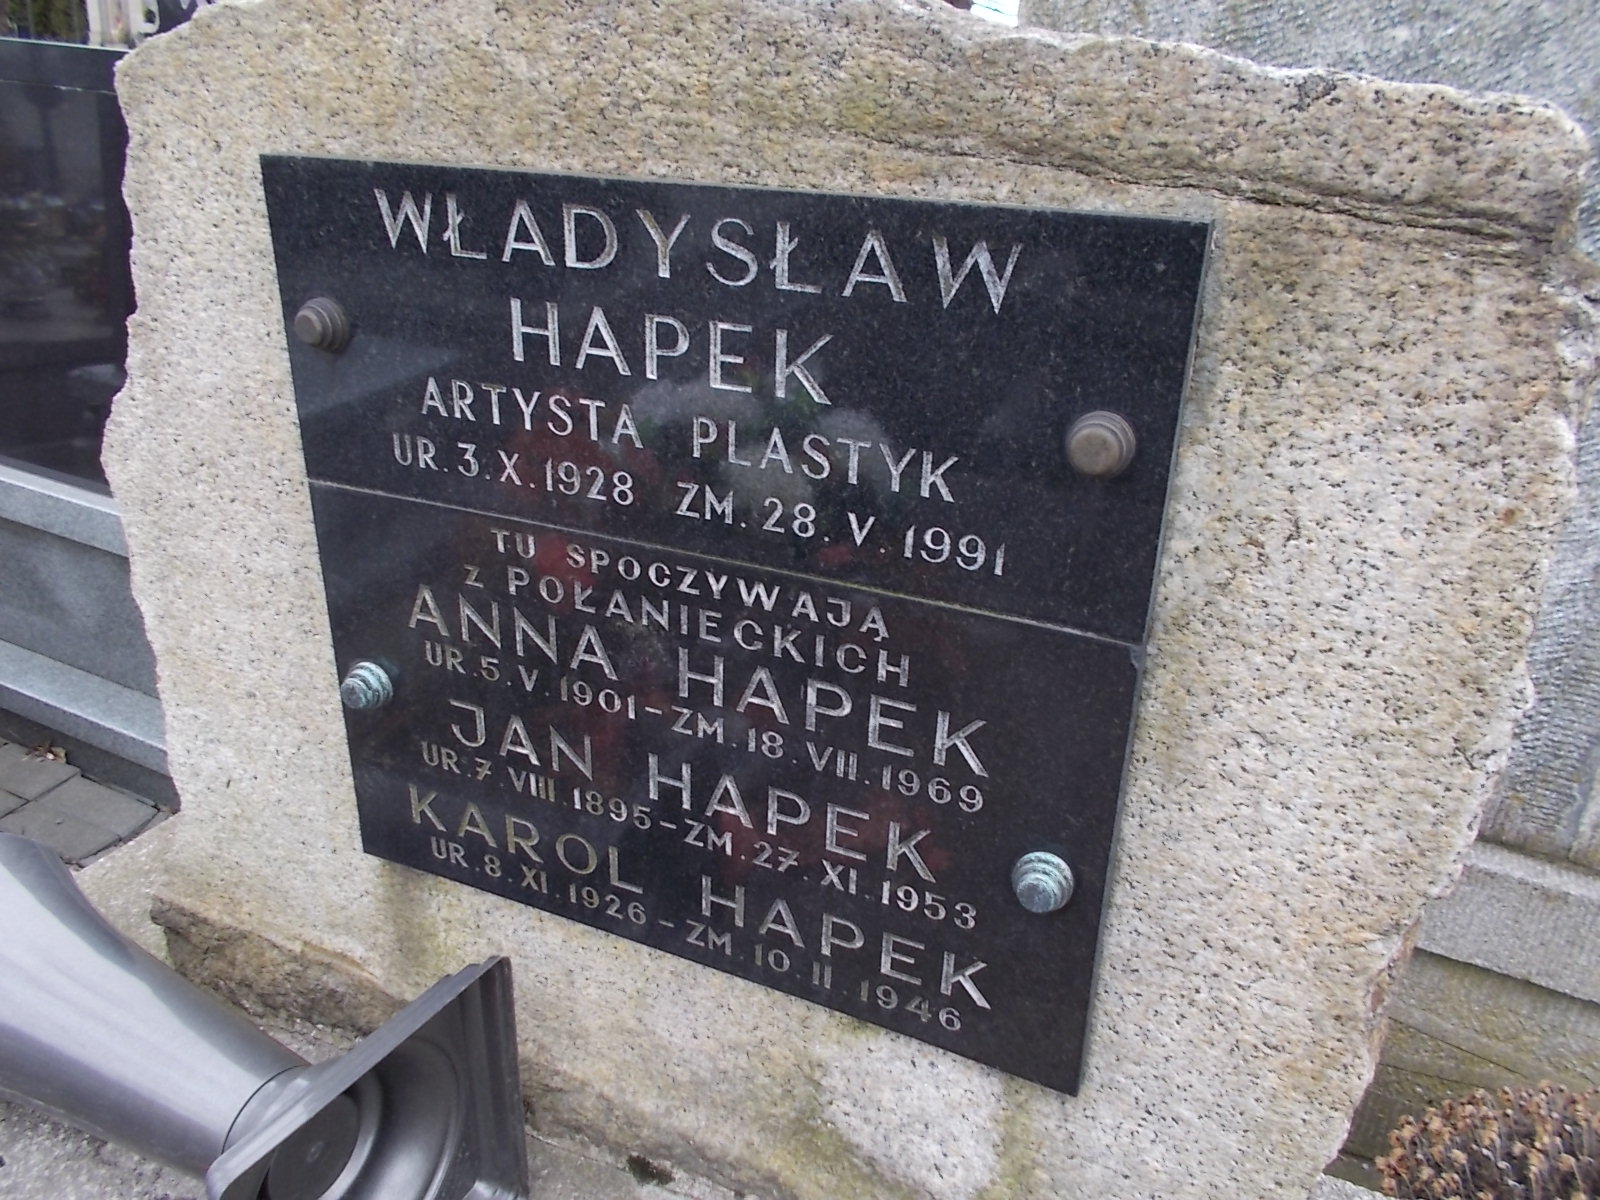 WŁADYSŁAW
HAPEK
ARTYSTA PLASTYK
UR.3.X.1928 ZM.28.V.1991
TU SPOCZYWAJĄ
Z POŁANIECKICH
ANNA HAPEK
UR.5.V.1901-ZM.18.VII.1969
JAN HAPEK
UR.7.VIII.1895-ZM.27.XI.1953
KAROL HAPEK
UR.8.XI.1926-ZM.10.II.1946